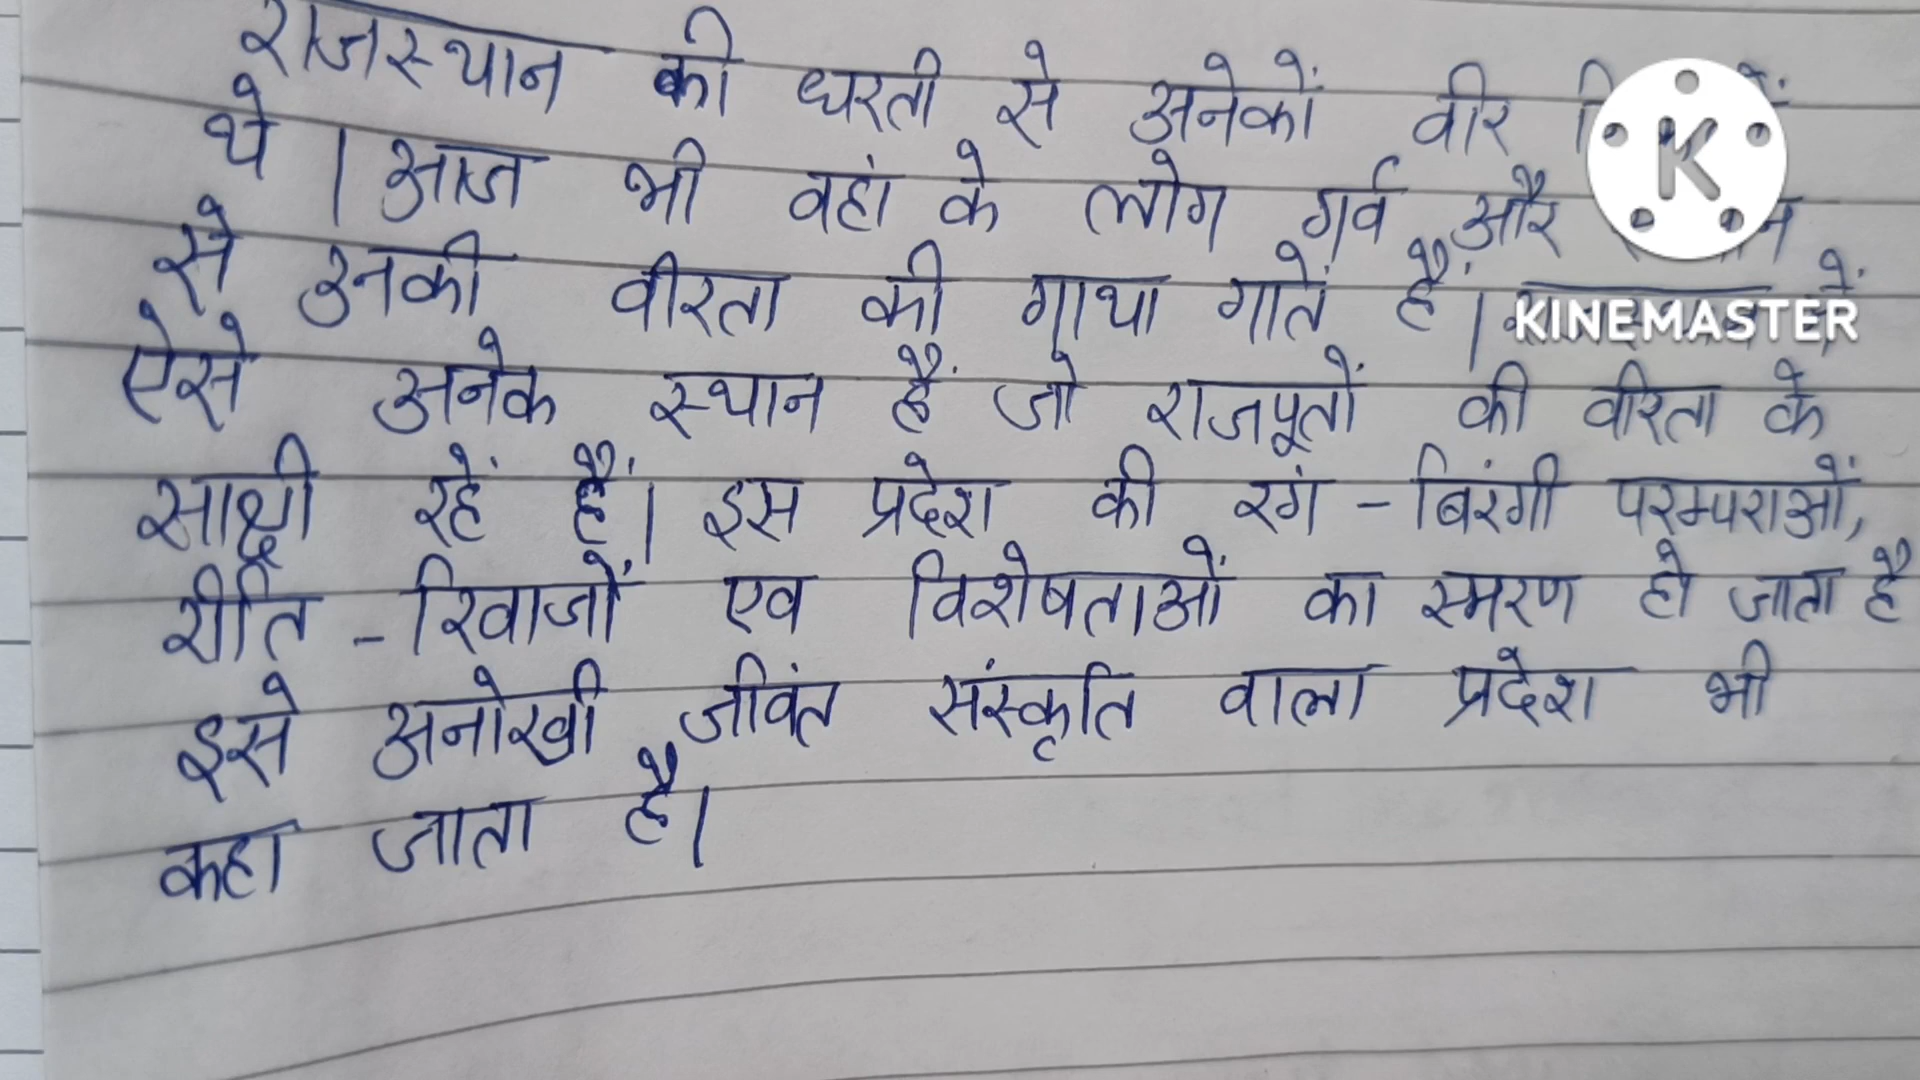 राजस्थान की धरती से अनेकों वीर
थे । आज भी वहां के लोग गर्व और
से उनकी वीरता की गाथा गातें हैं।
ऐसे अनेक स्थान हैं जो राजपूतों की वीरता के
साक्षी रहें हैं। इस प्रदेश की रंग - बिरंगी परम्पराओं,
रीति - रिवाजों एव विशेषताओं का स्मरण हो जाता है
इसे अनोखी जीवंत संस्कृति वाला प्रदेश भी
कहा जाता है।
K
KINEMASTER